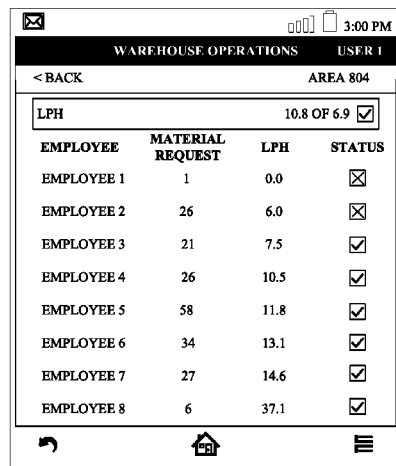 3:00 PM
WAREHOUSE OPERATIONS USER 1
< BACK AREA 804
LPH 10.8 OF 6.9
EMPLOYEE MATERIAL REQUEST LPH STATUS
EMPLOYEE 1 1 0.0
EMPLOYEE 2 26 6.0
EMPLOYEE 3 21 7.5
EMPLOYEE 4 26 10.5
EMPLOYEE 5 58 11.8
EMPLOYEE 6 34 13.1
EMPLOYEE 7 27 14.6
EMPLOYEE 8 6 37.1